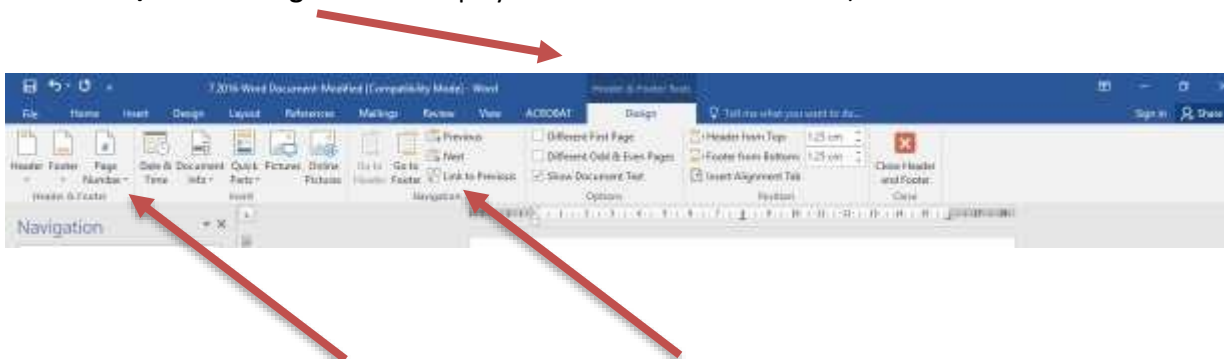 7.2016 Word Document Modified [Compatibility Mode] - Word Header & Footer Tools
File Home Insert Design Layout References Mailings Review View ACROBAT Design Tell me what you want to do... Sign in Share
Header Footer Page Number Date & Time Document Info Quick Parts Pictures Online Pictures Go to Header Go to Footer Previous Next Link to Previous
Different First Page Different Odd & Even Pages Show Document Text
Header from Top: 1.25 cm Footer from Bottom: 1.25 cm Insert Alignment Tab
Close Header and Footer
Header & Footer Insert Navigation Options Position Close
Navigation